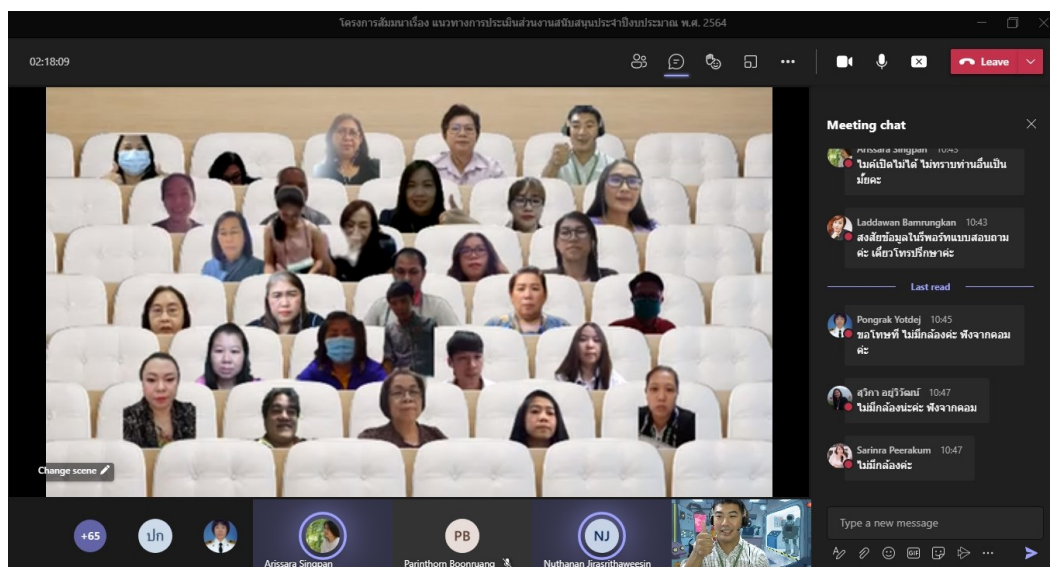 โครงการสัมมนาเรื่อง แนวทางการประเมินส่วนงานสนับสนุนประจำปีงบประมาณ พ.ศ. 2564
02:18:09
Leave
Meeting chat
Arissara Singpan 10:43
ไมค์เปิดไม่ได้ ไม่ทราบท่านอื่นเป็น
มั้ยคะ
Laddawan Bamrungkan 10:43
สงสัยข้อมูลในรีพอร์ทแบบสอบถาม
ค่ะ เดี๋ยวโทรปรึกษาค่ะ
Last read
Pongrak Yotdej 10:45
ขอโทษที ไม่มีกล้องค่ะ ฟังจากคอม
ค่ะ
สุวิกา อยู่วิวัฒน์ 10:47
ไม่มีกล้องน่ะค่ะ ฟังจากคอม
Sarinra Peerakum 10:47
ไม่มีกล้องค่ะ
Change scene
+65
ปก
PB
NJ
Arissara Singpan
Parinthorn Boonruang
Nuthanan Jirasrithaweesin
Type a new message
GIF